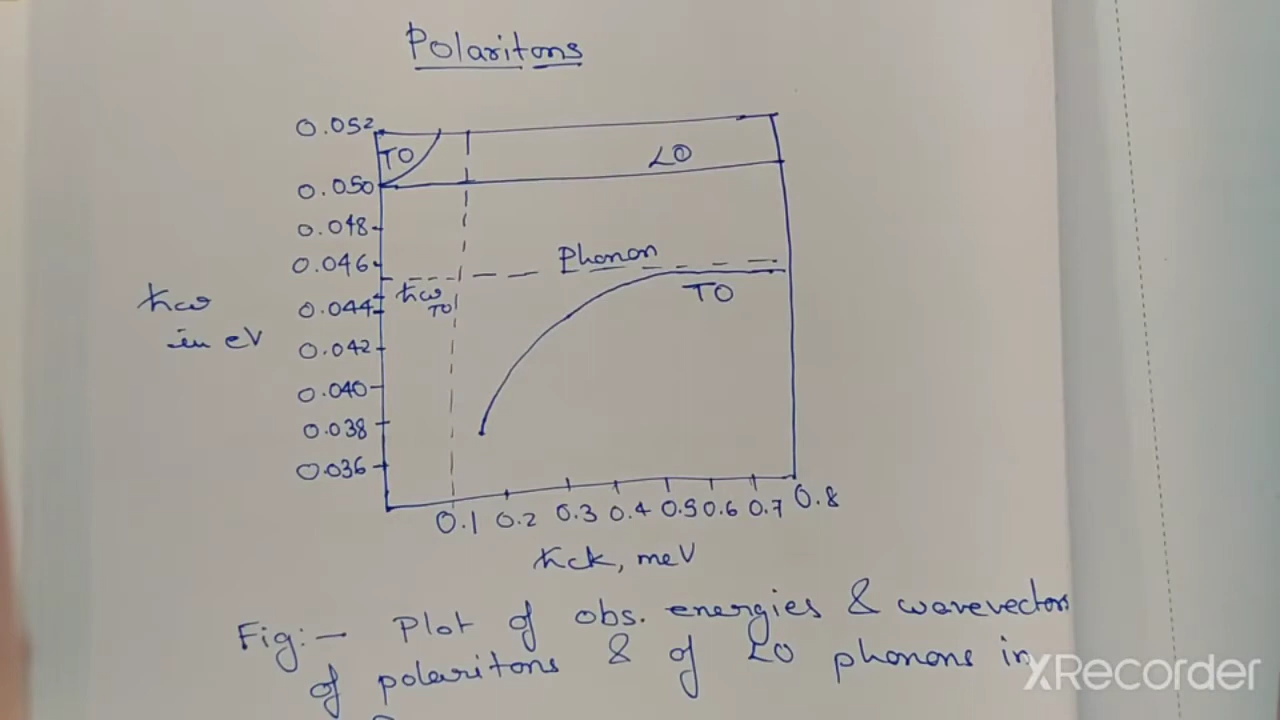 Polaritons
0.052
TO
LO
0.050
0.048
0.046
Phonon
ħω
in eV
ħω TO
TO
0.044
0.042
0.040
0.038
0.036
0.1 0.2 0.3 0.4 0.5 0.6 0.7 0.8
ħck, meV
Fig:- Plot of obs. energies & wavevectors
of polaritons & of LO phonons in
XRecorder